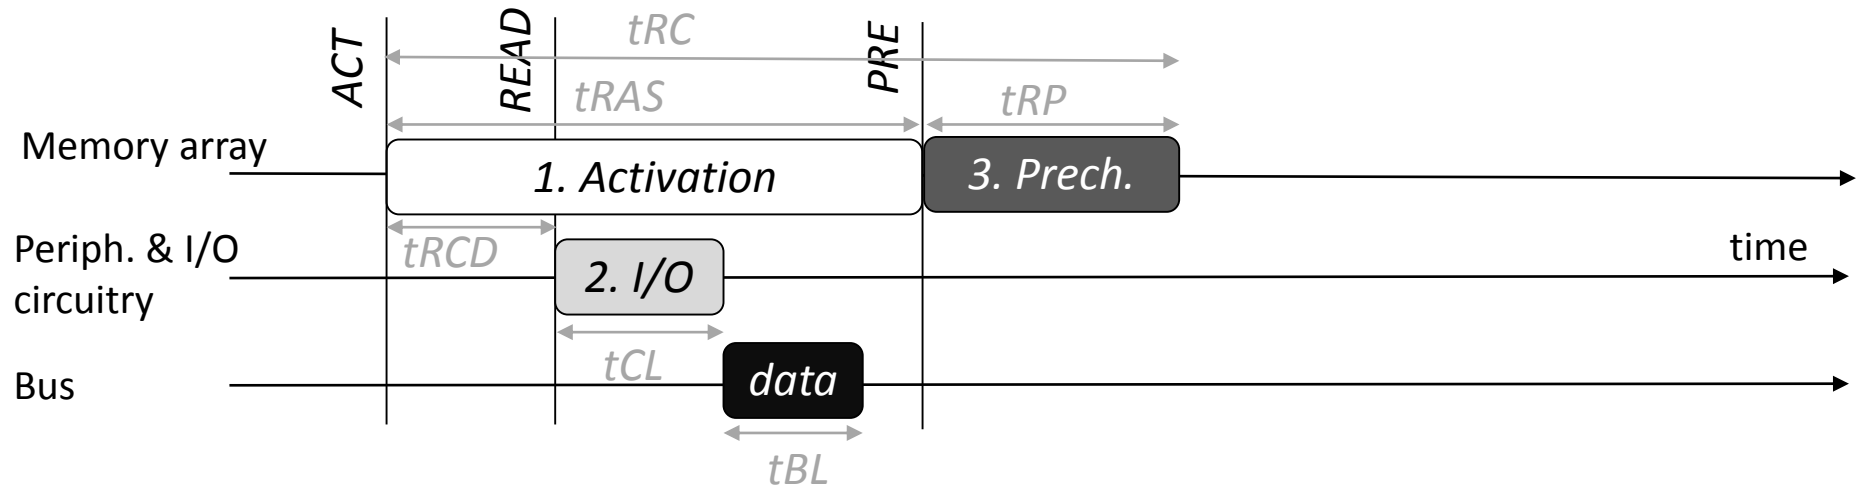 ACT
READ
PRE
tRC
tRAS
tRP
Memory array
1. Activation
3. Prech.
Periph. & I/O
circuitry
tRCD
2. I/O
time
tCL
Bus
data
tBL